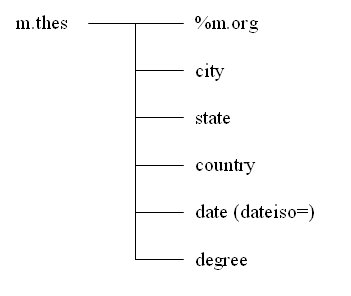 m.thes %m.org
city
state
country
date (dateiso=)
degree